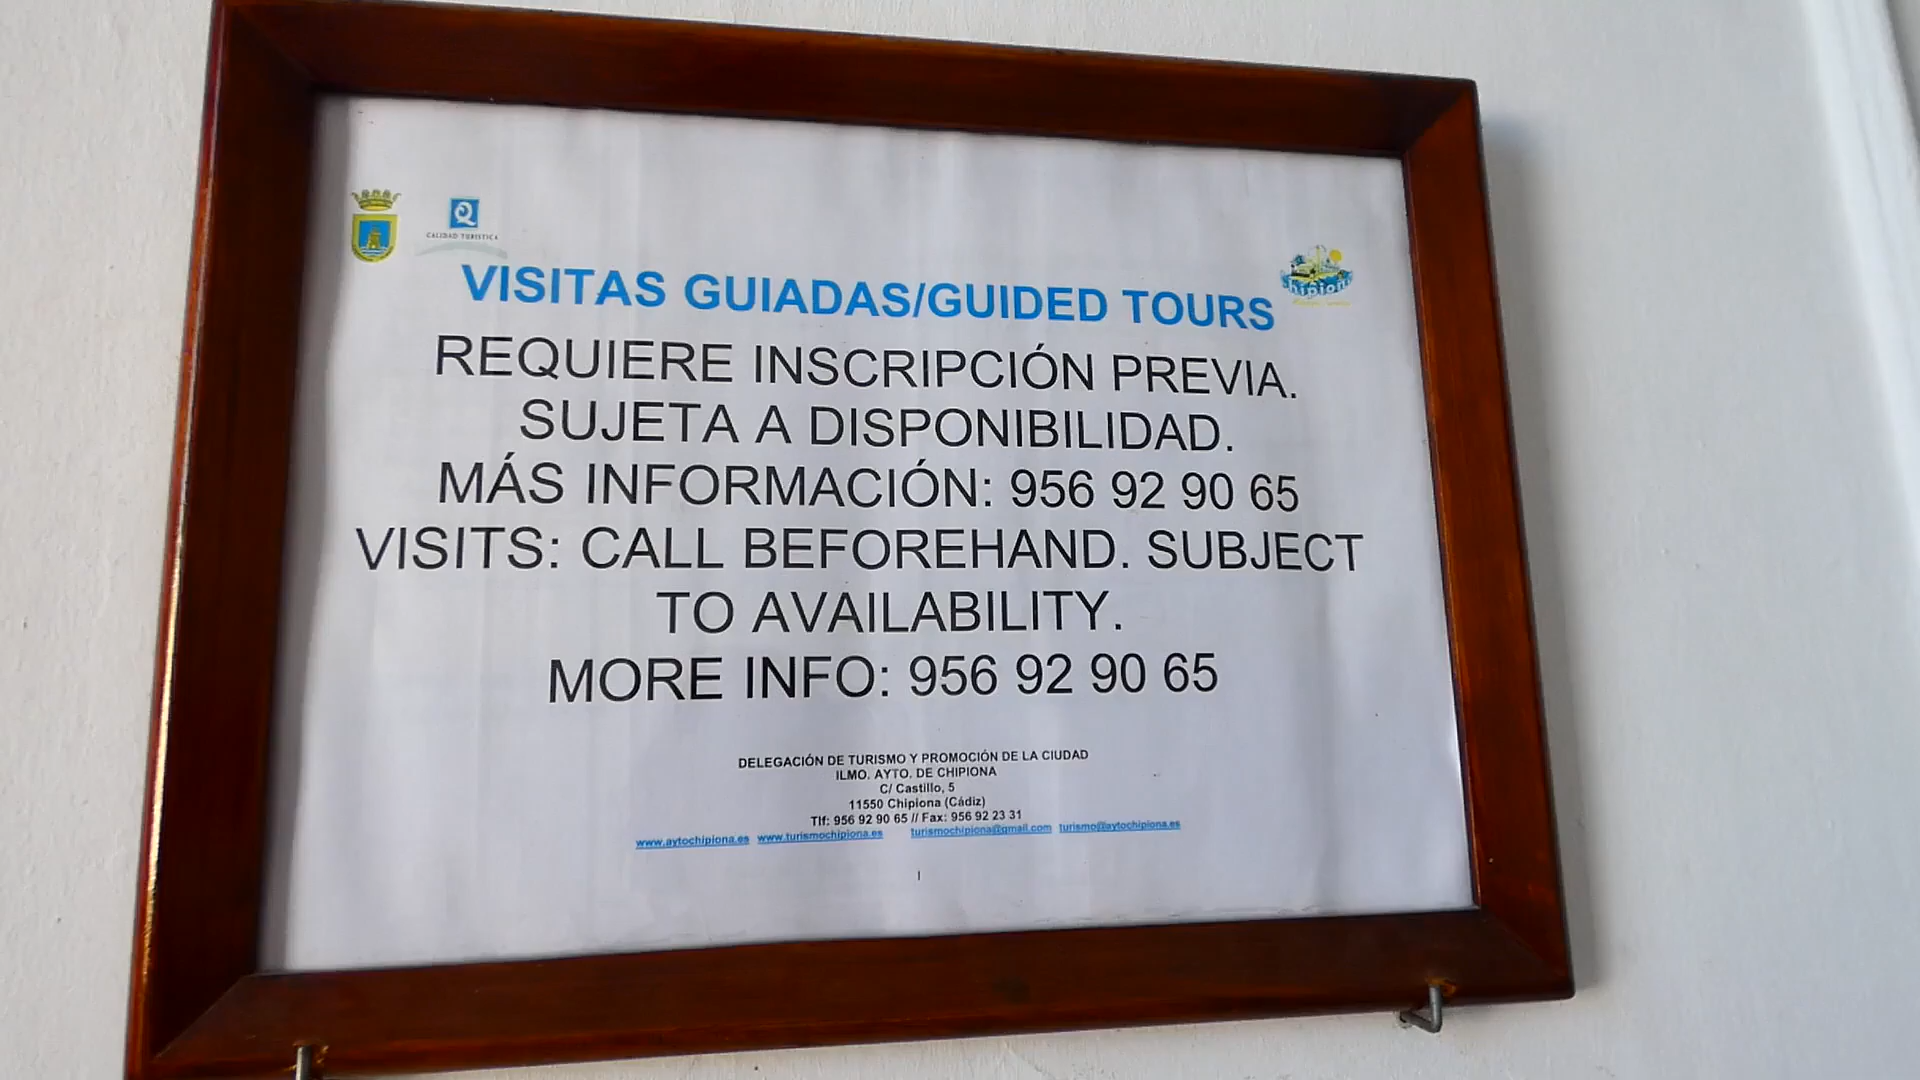 CALIDAD TURISTICA
Chipiona
VISITAS GUIADAS/GUIDED TOURS
REQUIERE INSCRIPCIÓN PREVIA.
SUJETA A DISPONIBILIDAD.
MÁS INFORMACIÓN: 956 92 90 65
VISITS: CALL BEFOREHAND. SUBJECT
TO AVAILABILITY.
MORE INFO: 956 92 90 65
DELEGACIÓN DE TURISMO Y PROMOCIÓN DE LA CIUDAD
ILMO. AYTO. DE CHIPIONA
C/ Castillo, 5
11550 Chipiona (Cádiz)
Tlf: 956 92 90 65 // Fax: 956 92 23 31
www.aytochipiona.es www.turismochipiona.es turismochipiona@gmail.com turismo@aytochipiona.es